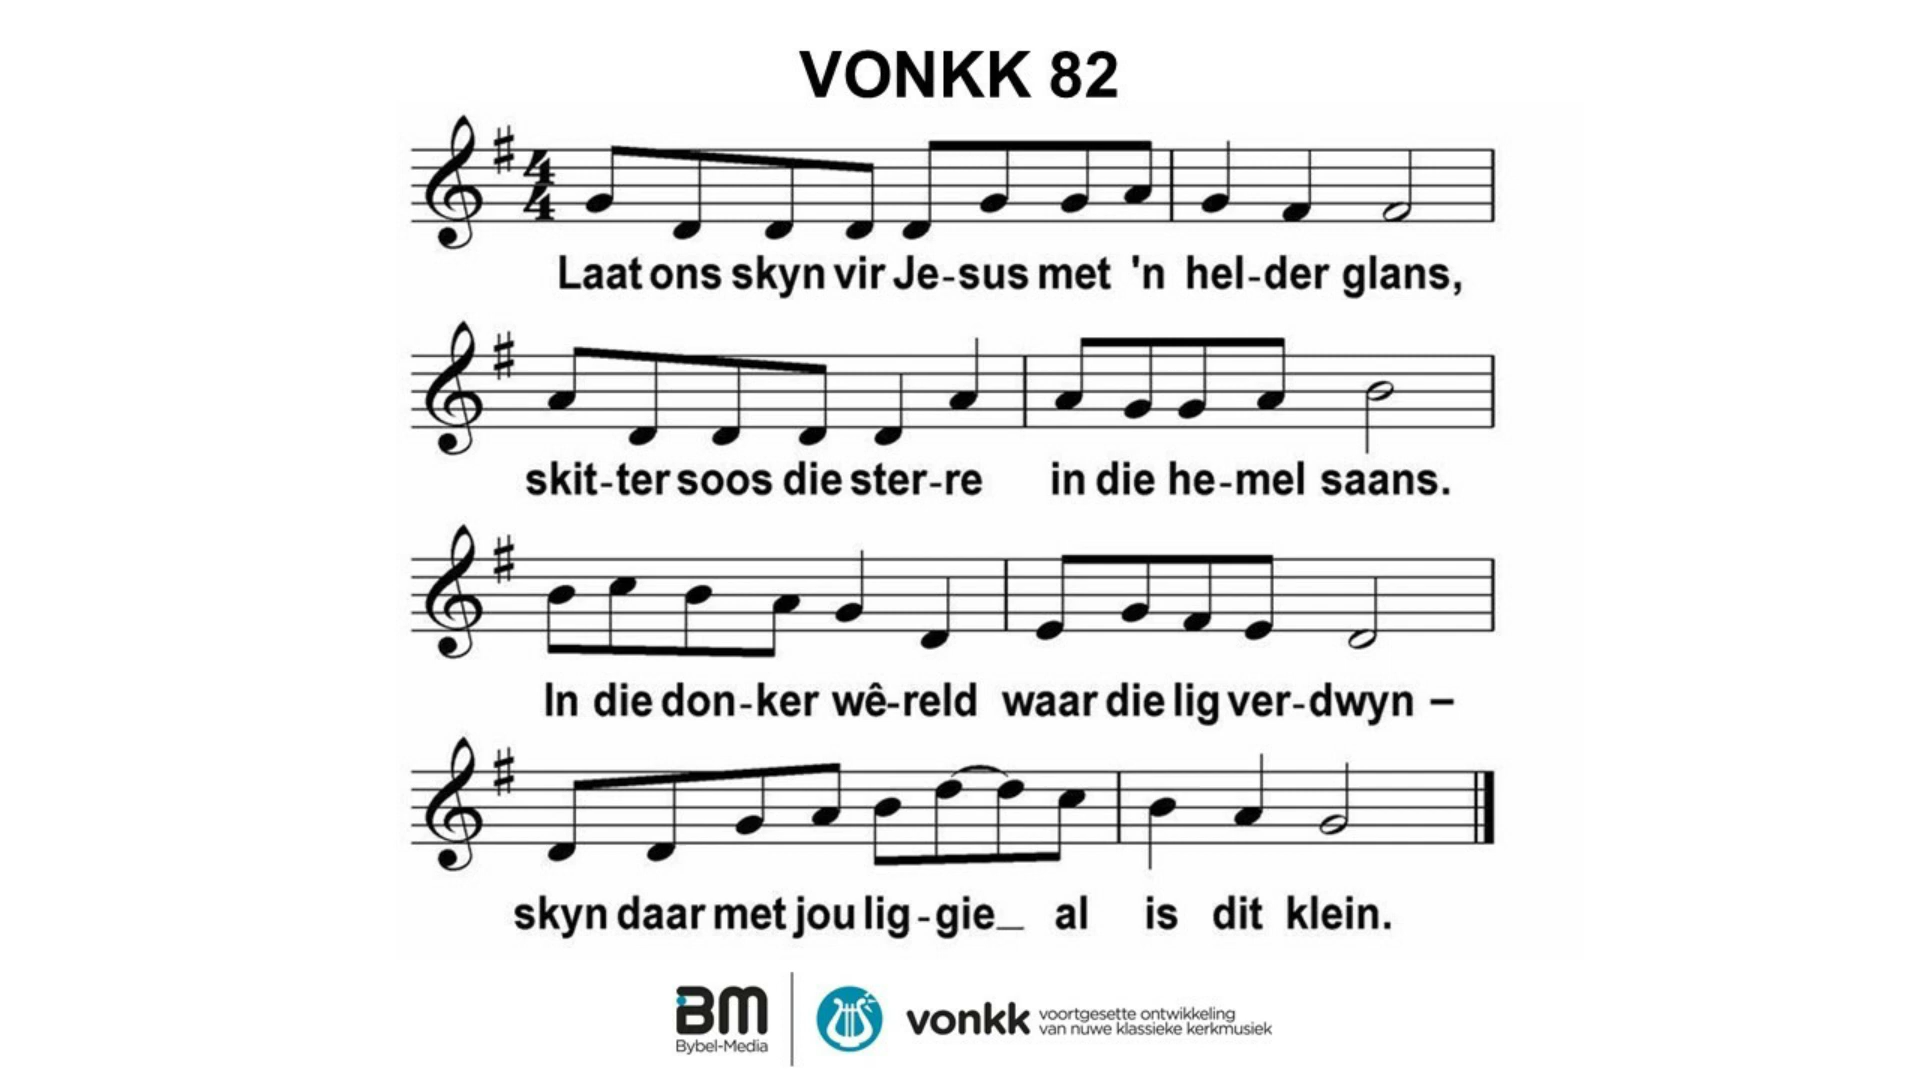 VONKK 82
4
4
Laat ons skyn vir Je-sus met 'n hel-der glans,
skit-ter soos die ster-re in die he-mel saans.
In die don-ker wê-reld waar die lig ver-dwyn –
skyn daar met jou lig-gie_ al is dit klein.
BM
Bybel-Media
vonkk
voortgesette ontwikkeling
van nuwe klassieke kerkmusiek